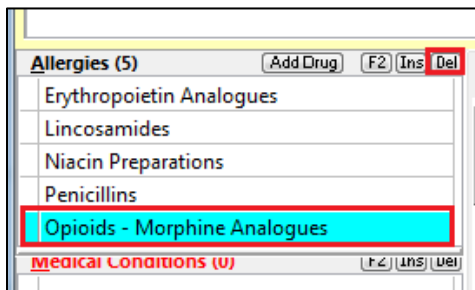 Allergies (5) Add Drug F2 Ins Del
Erythropoietin Analogues
Lincosamides
Niacin Preparations
Penicillins
Opioids - Morphine Analogues
Medical Conditions (0) F2 Ins Del